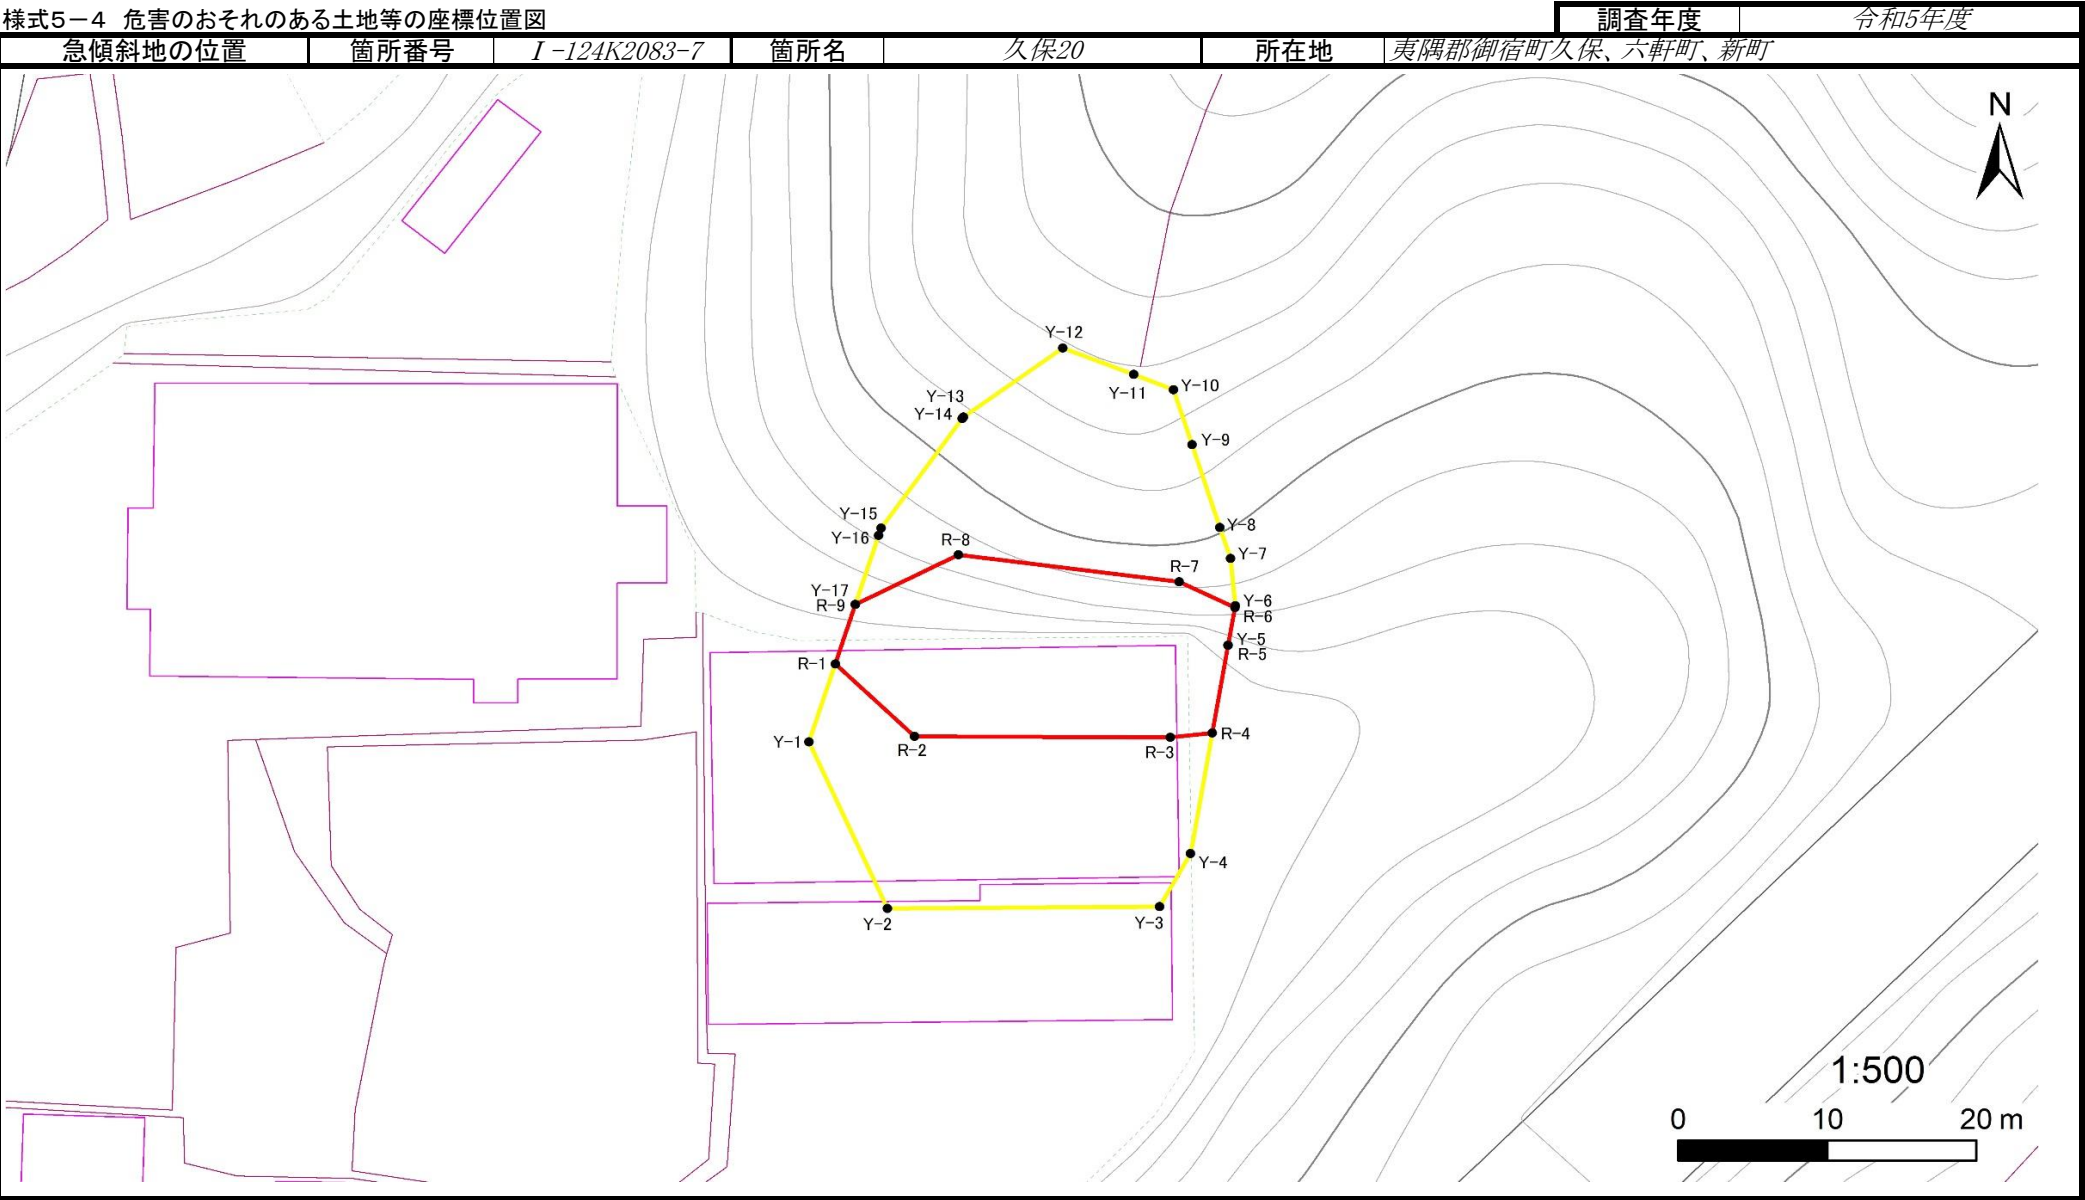 様式5－4 危害のおそれのある土地等の座標位置図
調査年度 令和5年度
急傾斜地の位置 箇所番号 Ⅰ-124K2083-7 箇所名 久保20 所在地 夷隅郡御宿町久保、六軒町、新町
N
Y-12
Y-11
Y-10
Y-13
Y-14
Y-9
Y-15
Y-16
Y-8
R-8
Y-7
R-7
Y-17
R-9
Y-6
R-6
Y-5
R-5
R-1
Y-1
R-2
R-3
R-4
Y-4
Y-2
Y-3
1:500
0 10 20 m